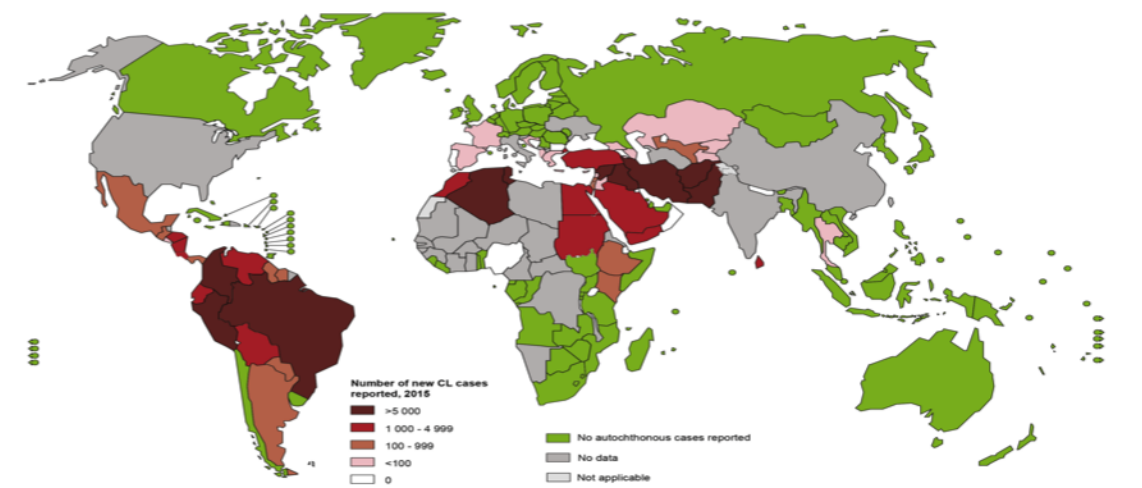 Number of new CL cases
reported, 2015
>5 000
1 000 - 4 999
100 - 999
<100
0
No autochthonous cases reported
No data
Not applicable